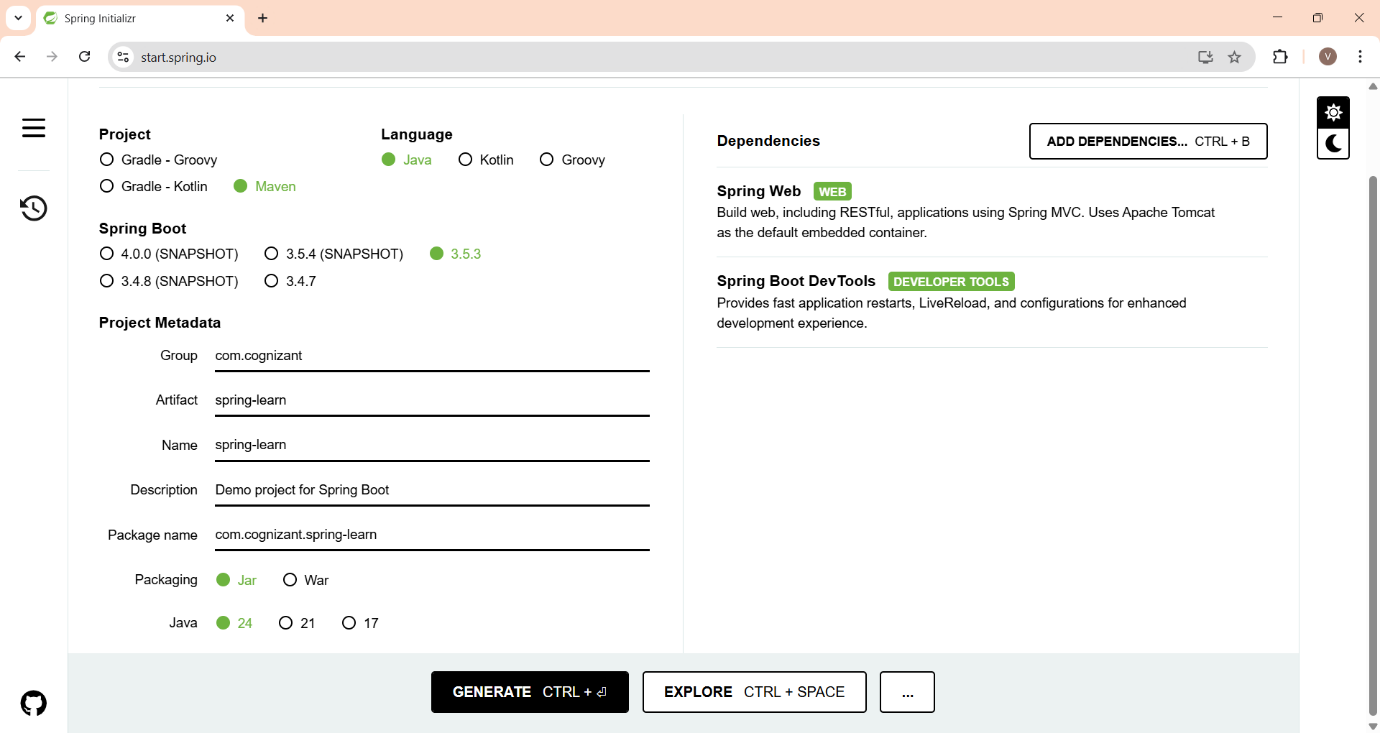 Spring Initializr
start.spring.io
V
Project
Gradle - Groovy
Gradle - Kotlin Maven
Language
Java Kotlin Groovy
Spring Boot
4.0.0 (SNAPSHOT) 3.5.4 (SNAPSHOT) 3.5.3
3.4.8 (SNAPSHOT) 3.4.7
Project Metadata
Group com.cognizant
Artifact spring-learn
Name spring-learn
Description Demo project for Spring Boot
Package name com.cognizant.spring-learn
Packaging Jar War
Java 24 21 17
Dependencies ADD DEPENDENCIES... CTRL + B
Spring Web WEB
Build web, including RESTful, applications using Spring MVC. Uses Apache Tomcat
as the default embedded container.
Spring Boot DevTools DEVELOPER TOOLS
Provides fast application restarts, LiveReload, and configurations for enhanced
development experience.
GENERATE CTRL + ⏎ EXPLORE CTRL + SPACE ...